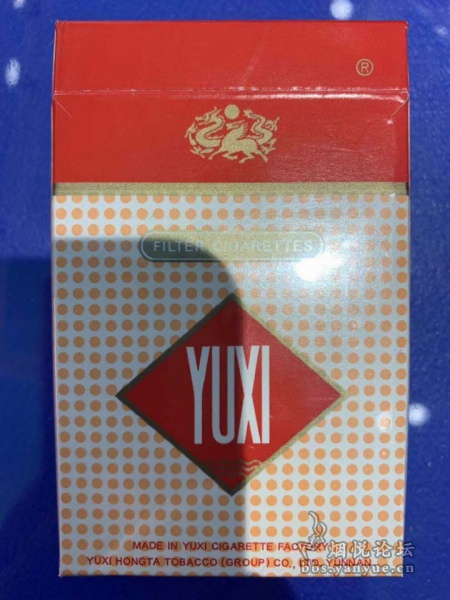 ®
FILTER CIGARETTES
YUXI
MADE IN YUXI CIGARETTE FACTORY
YUXI HONGTA TOBACCO (GROUP) CO., LTD, YUNNAN
烟悦论坛
bbs.yanyue.cn